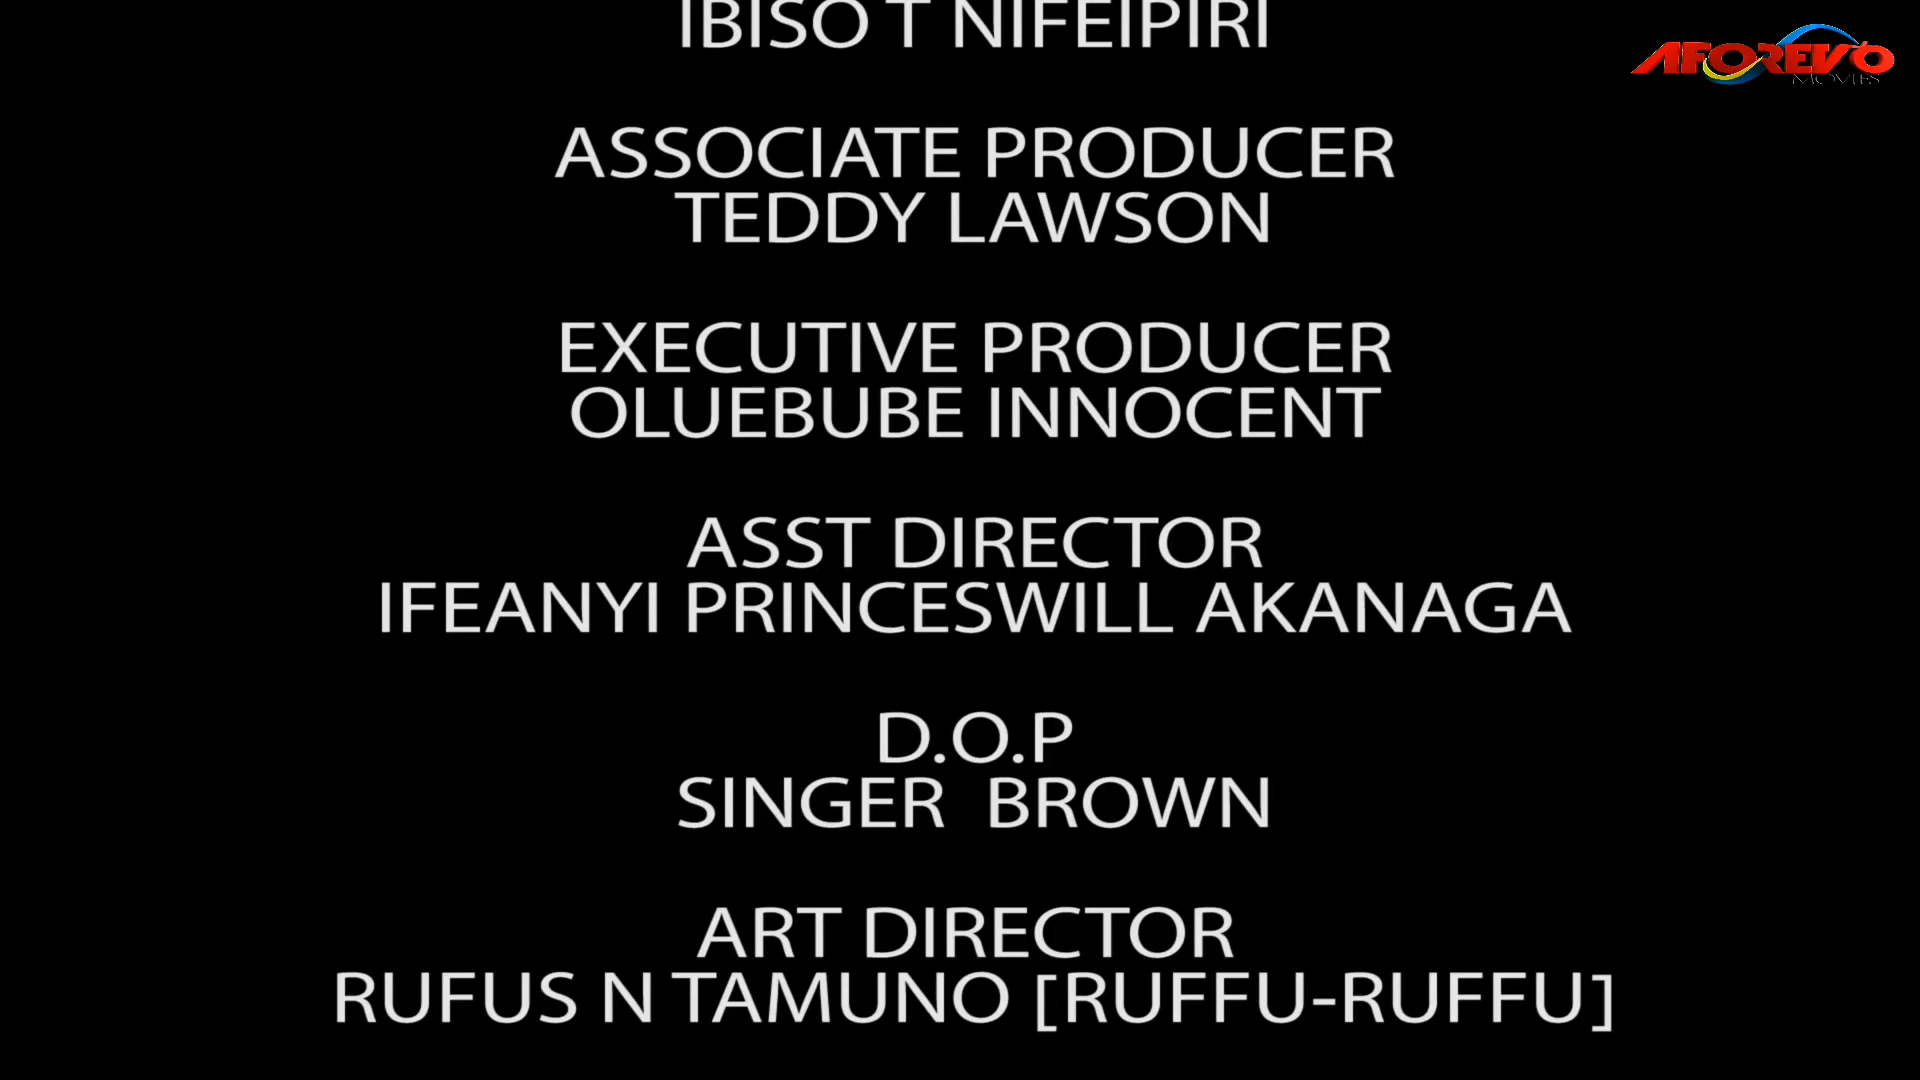 IBISO T NIFEIPIRI
AFOREVO
MOVIES
ASSOCIATE PRODUCER
TEDDY LAWSON
EXECUTIVE PRODUCER
OLUEBUBE INNOCENT
ASST DIRECTOR
IFEANYI PRINCESWILL AKANAGA
D.O.P
SINGER  BROWN
ART DIRECTOR
RUFUS N TAMUNO [RUFFU-RUFFU]